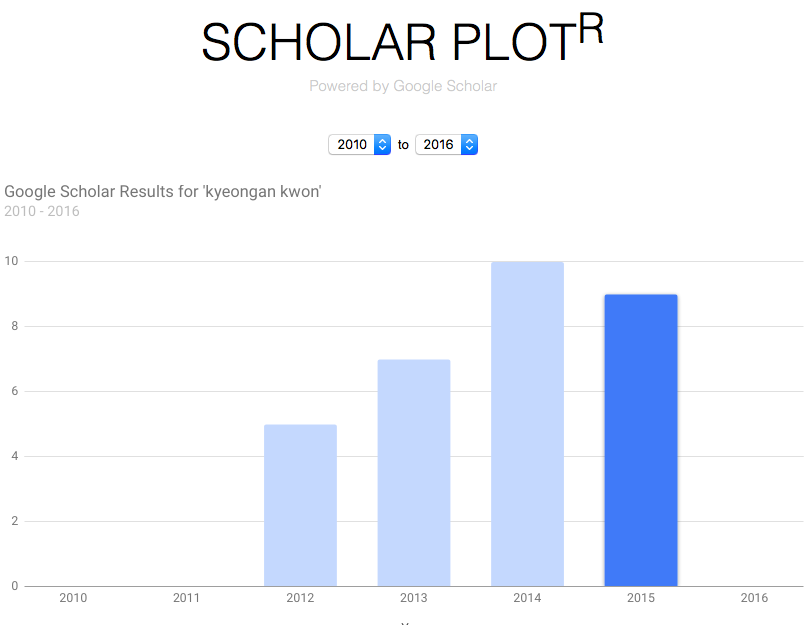 SCHOLAR PLOTR
Powered by Google Scholar
2010 to 2016
Google Scholar Results for 'kyeongan kwon'
2010 - 2016
10
8
6
4
2
0
2010 2011 2012 2013 2014 2015 2016